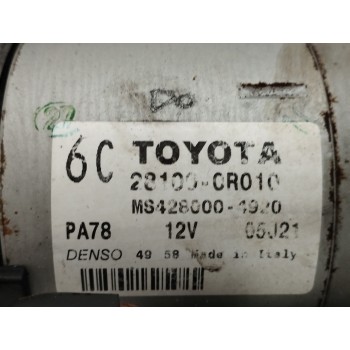 6C TOYOTA
28100-0R010
MS428000-4920
PA78 12V 05J21
DENSO 49 58 Made in Italy